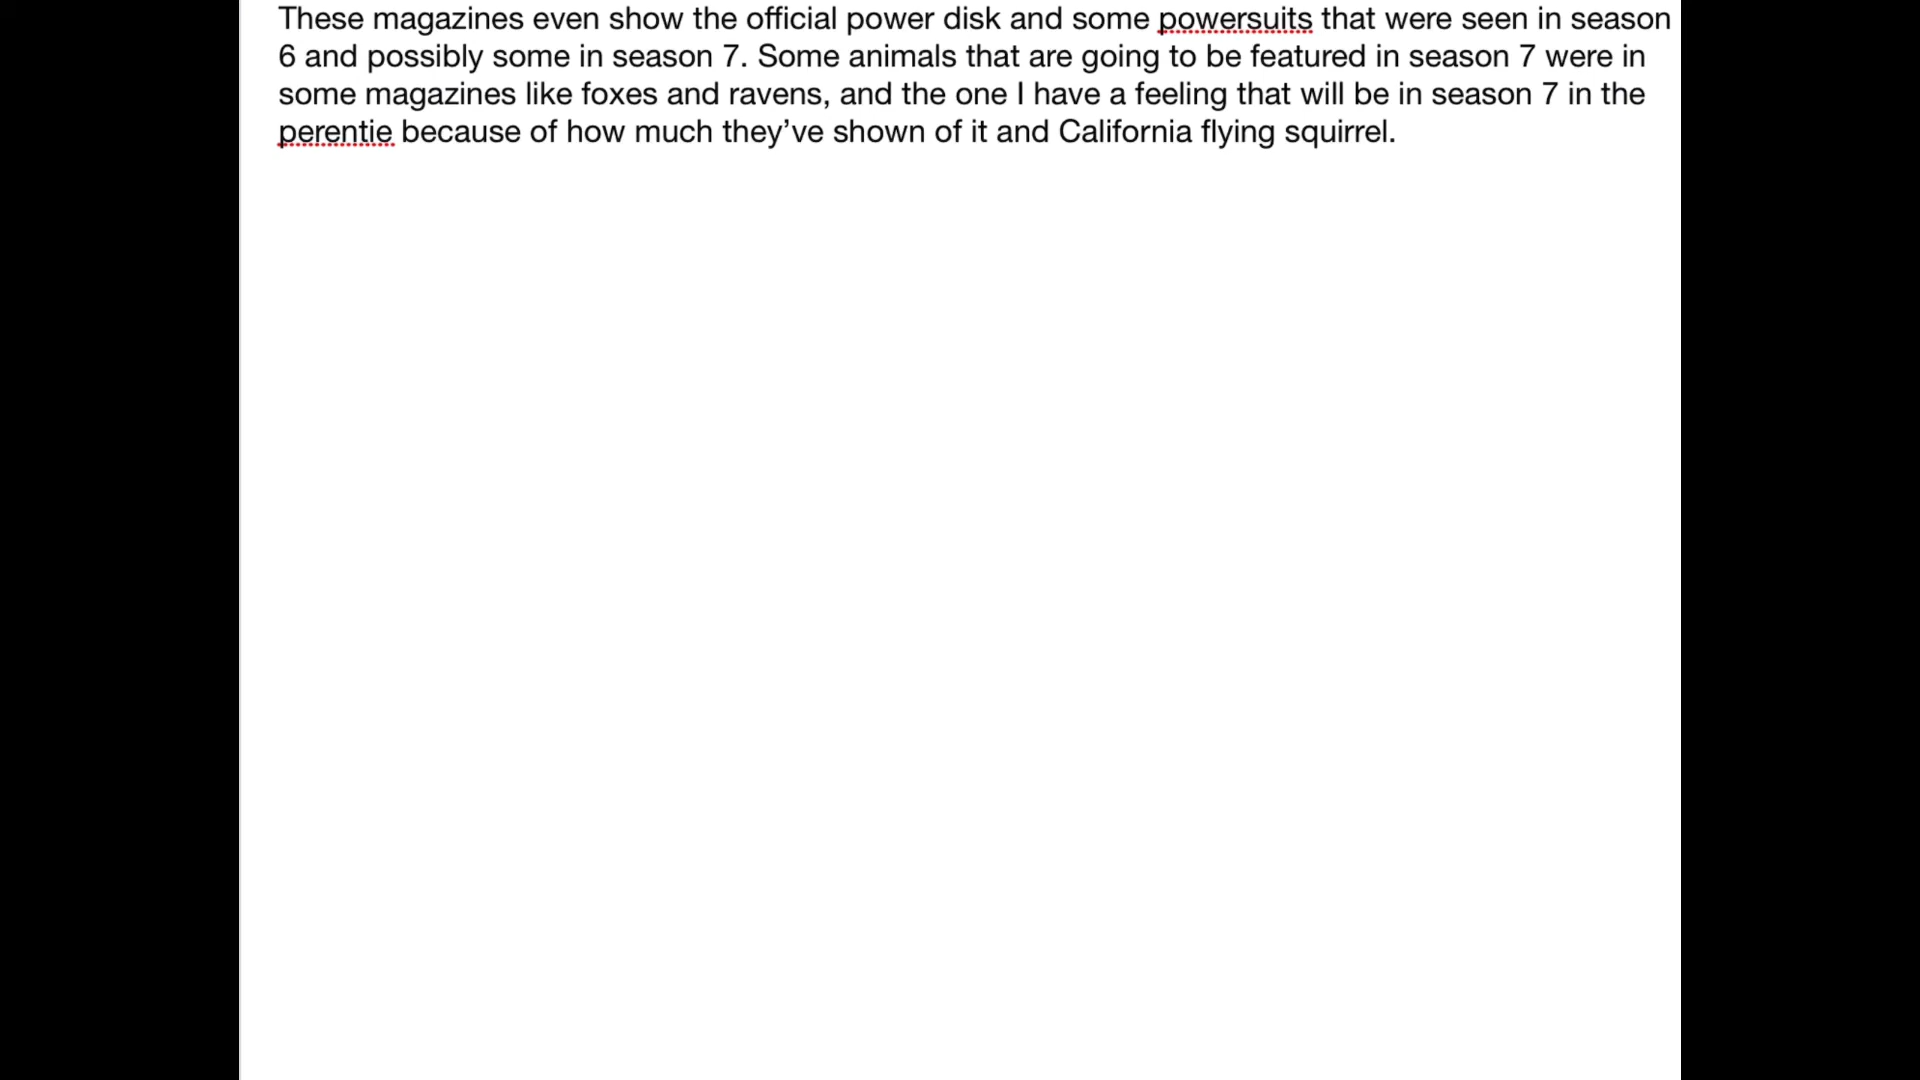 These magazines even show the official power disk and some powersuits that were seen in season
6 and possibly some in season 7. Some animals that are going to be featured in season 7 were in
some magazines like foxes and ravens, and the one I have a feeling that will be in season 7 in the
perentie because of how much they’ve shown of it and California flying squirrel.